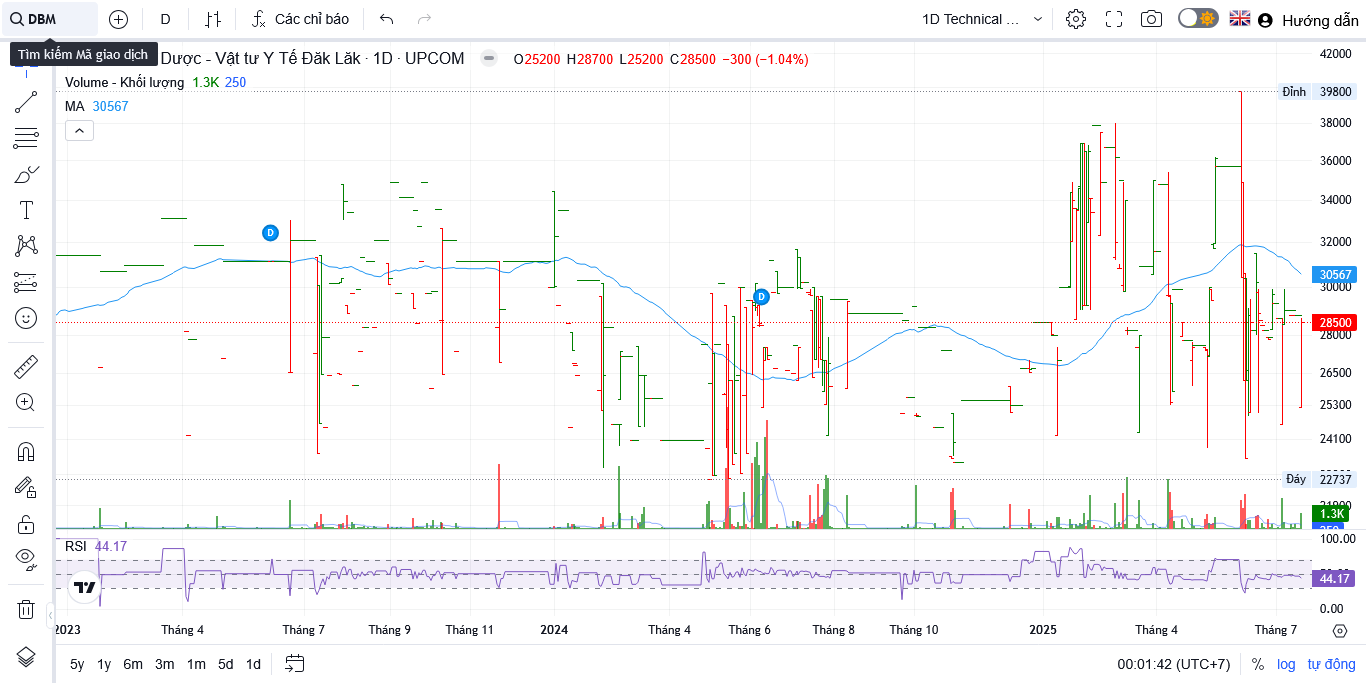 DBM
D
Các chỉ báo
1D Technical ...
Hướng dẫn
Tìm kiếm Mã giao dịch
Dược - Vật tư Y Tế Đăk Lăk · 1D · UPCOM
O25200 H28700 L25200 C28500 −300 (−1.04%)
Volume - Khối lượng 1.3K 250
MA 30567
42000
Đỉnh 39800
38000
36000
34000
32000
30567
30000
28500
28000
26500
25300
24100
Đáy 22737
21000
1.3K
250
D
D
RSI 44.17
100.00
44.17
0.00
2023 Tháng 4 Tháng 7 Tháng 9 Tháng 11 2024 Tháng 4 Tháng 6 Tháng 8 Tháng 10 2025 Tháng 4 Tháng 7
5y 1y 6m 3m 1m 5d 1d
00:01:42 (UTC+7) % log tự động